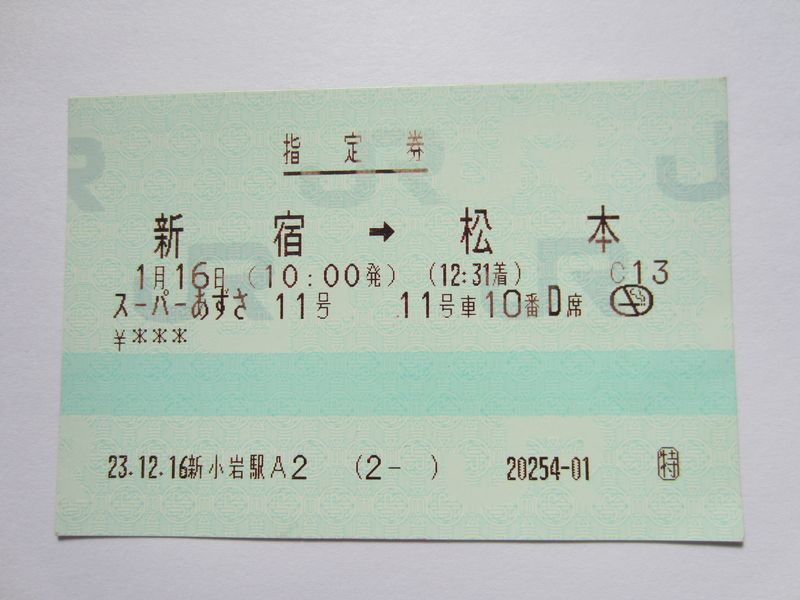 指定券
新宿 → 松本
1月16日 (10:00発) (12:31着) C13
スーパーあずさ 11号 11号車10番D席
¥***
23.12.16新小岩駅A2 (2- ) 20254-01 特